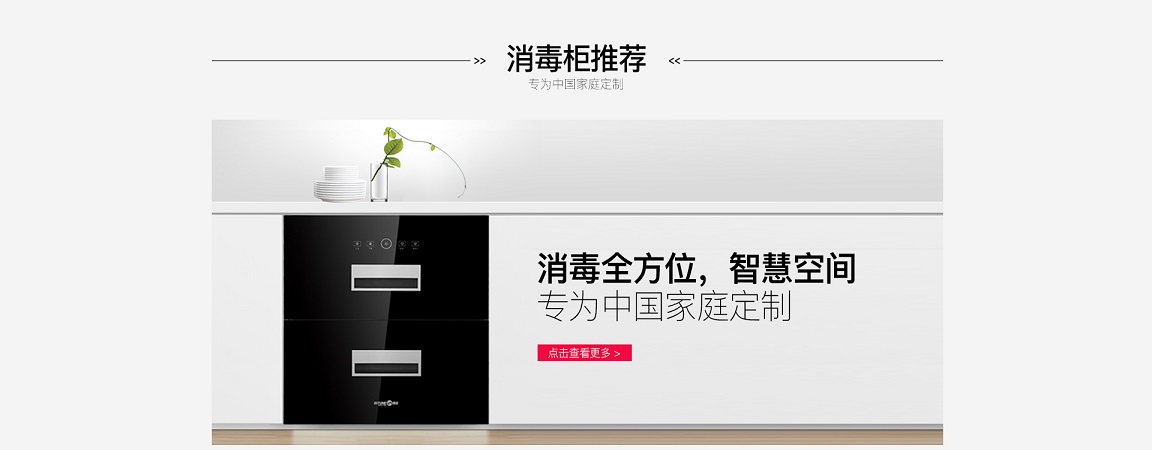 >> 消毒柜推荐 <<
专为中国家庭定制
消毒全方位，智慧空间
专为中国家庭定制
点击查看更多 >